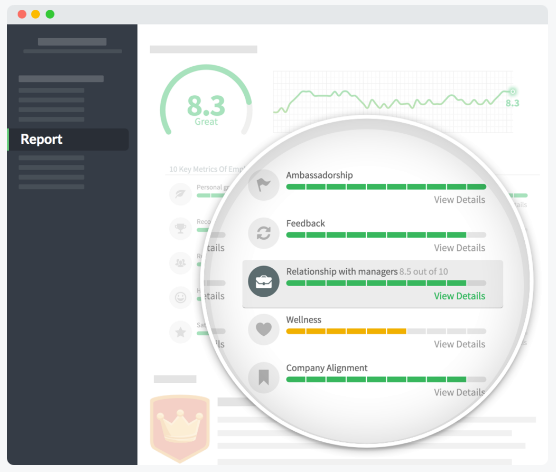 8.3
Great
8.3
Report
10 Key Metrics Of
Personal
Ambassadorship
View Details
Feedback
View Details
Relationship with managers 8.5 out of 10
View Details
Wellness
View Details
Company Alignment
View Details